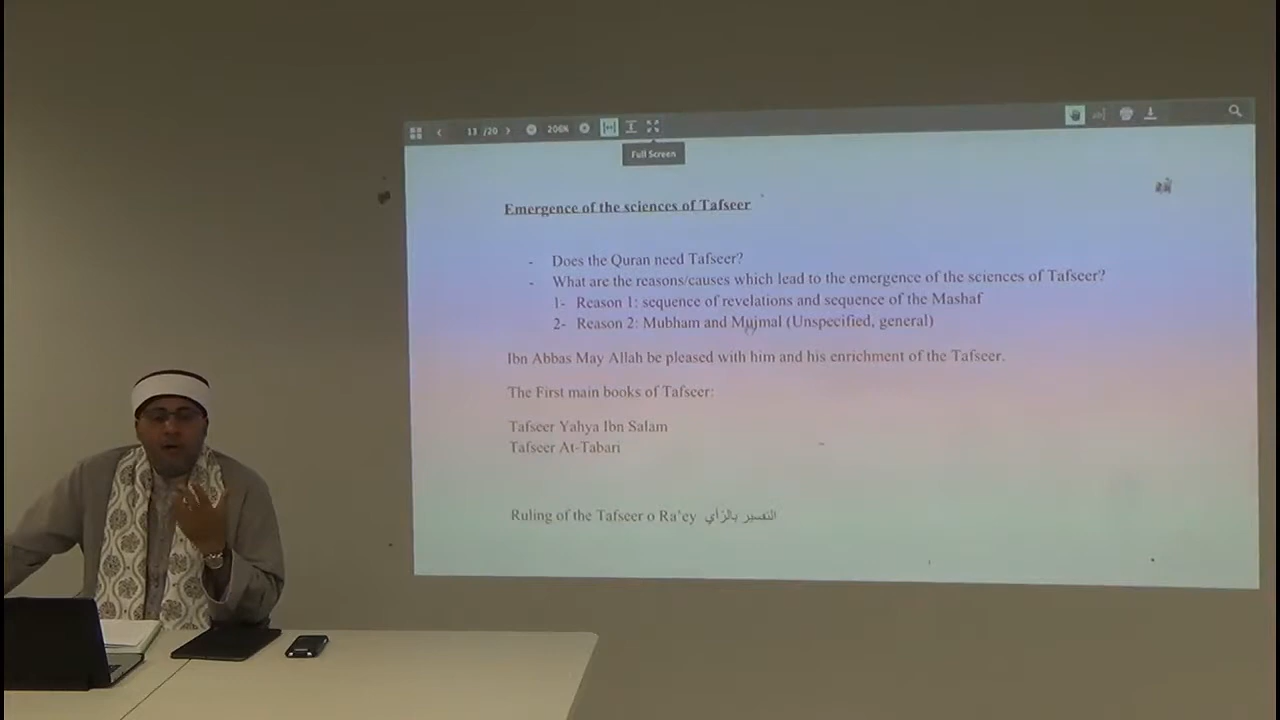 13 /20
206%
Full Screen
Emergence of the sciences of Tafseer
- Does the Quran need Tafseer?
- What are the reasons/causes which lead to the emergence of the sciences of Tafseer?
1- Reason 1: sequence of revelations and sequence of the Mashaf
2- Reason 2: Mubham and Mujmal (Unspecified, general)
Ibn Abbas May Allah be pleased with him and his enrichment of the Tafseer.
The First main books of Tafseer:
Tafseer Yahya Ibn Salam
Tafseer At-Tabari
Ruling of the Tafseer o Ra'ey التفسير بالرأي